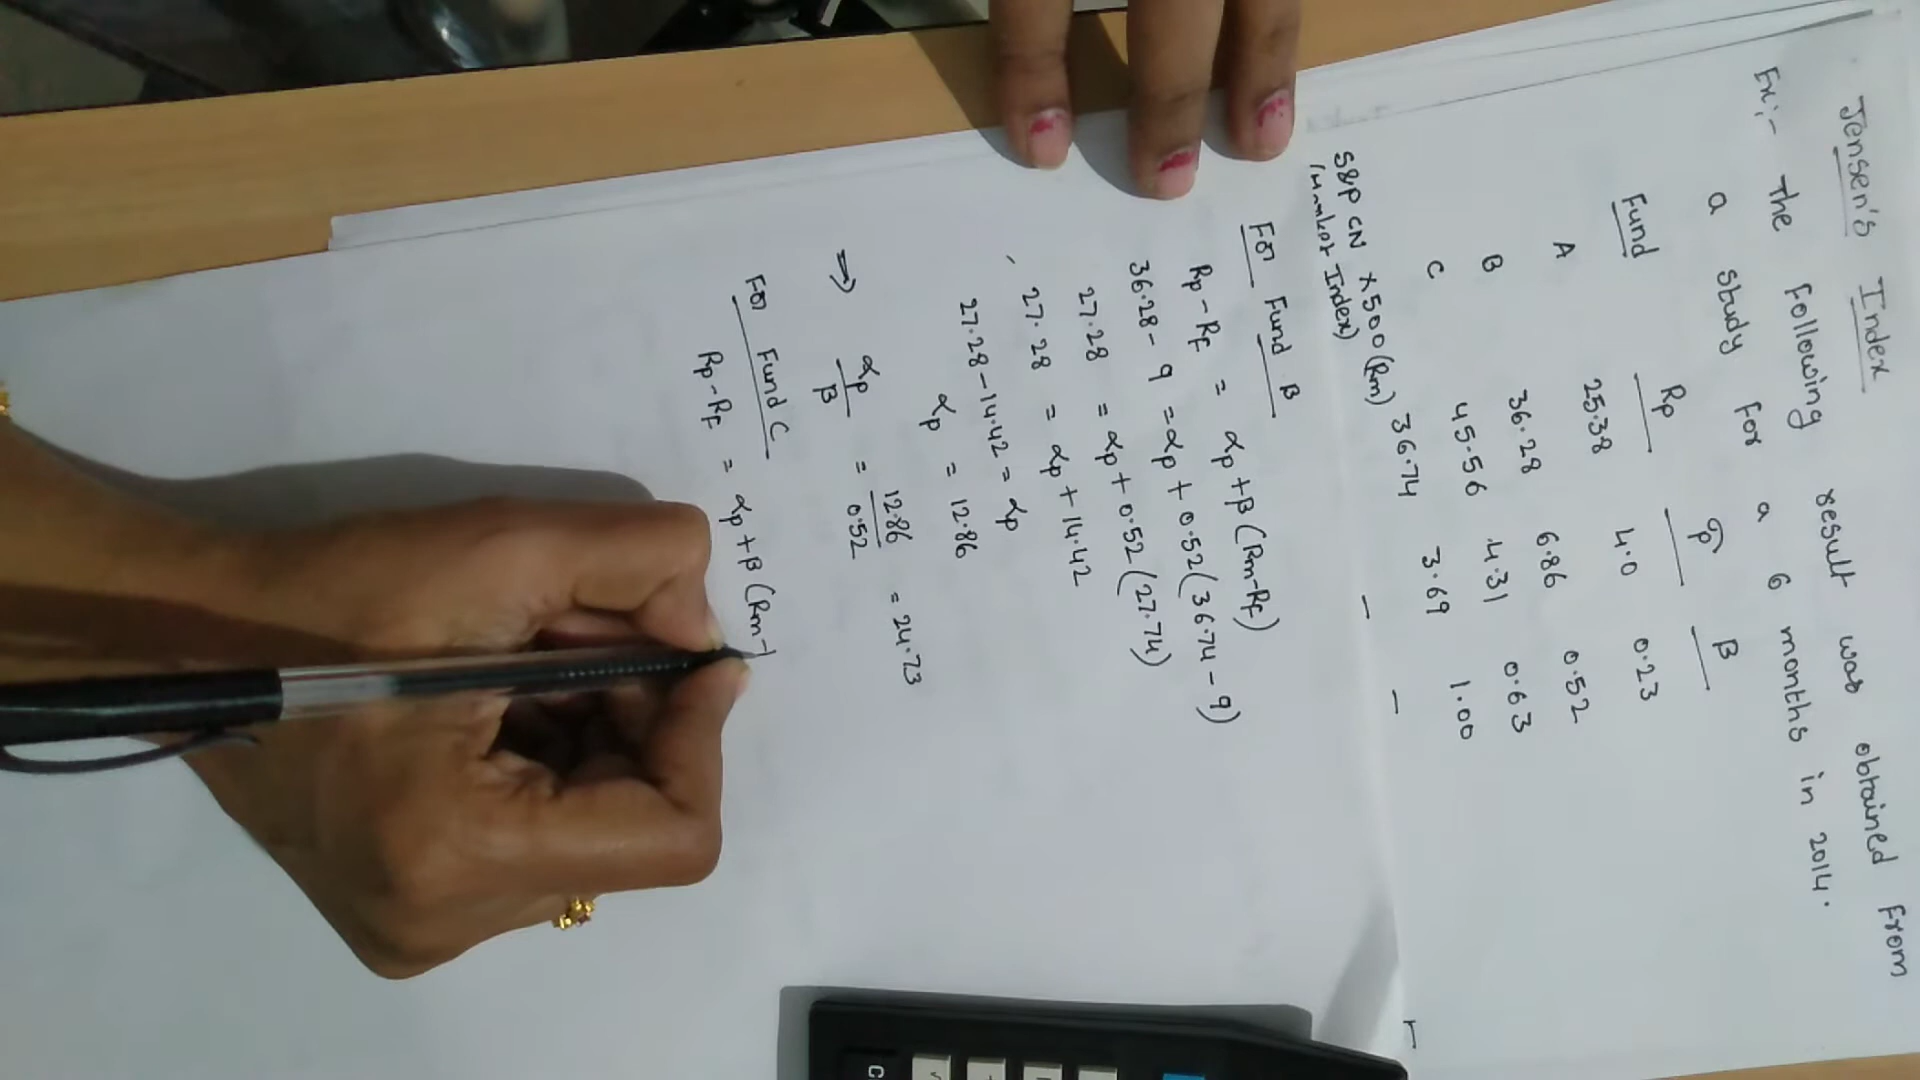 Jensen's Index
Ex:- The Following result was obtained From
a study For a 6 months in 2014.
Fund Rp σp β
A 25.38 4.0 0.23
B 36.28 6.86 0.52
C 45.56 4.31 0.63
S&P CN X500 (Rm) 36.74 3.69 1.00
(Market Index) - -
For Fund B
Rp - RF = αp + β (Rm - RF)
36.28 - 9 = αp + 0.52 (36.74 - 9)
27.28 = αp + 0.52 (27.74)
27.28 = αp + 14.42
27.28 - 14.42 = αp
αp = 12.86
⇒ αp/β = 12.86/0.52 = 24.73
For Fund C
Rp - RF = αp + β (Rm -
C